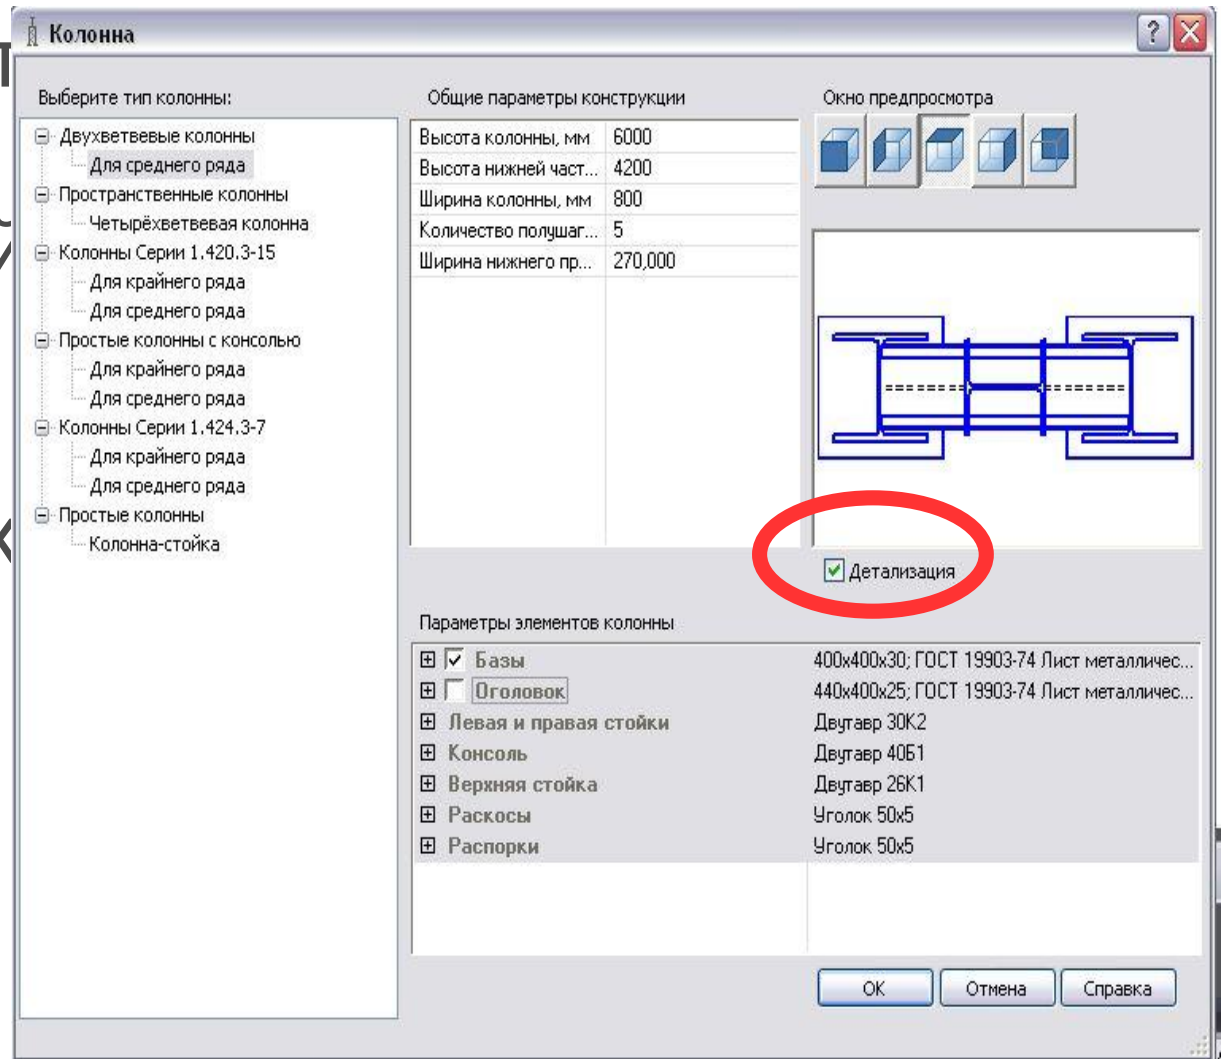 Колонна
Выберите тип колонны:
Двухветвевые колонны
Для среднего ряда
Пространственные колонны
Четырёхветвевая колонна
Колонны Серии 1.420.3-15
Для крайнего ряда
Для среднего ряда
Простые колонны с консолью
Для крайнего ряда
Для среднего ряда
Колонны Серии 1.424.3-7
Для крайнего ряда
Для среднего ряда
Простые колонны
Колонна-стойка
Общие параметры конструкции
Высота колонны, мм 6000
Высота нижней част... 4200
Ширина колонны, мм 800
Количество полушаг... 5
Ширина нижнего пр... 270,000
Окно предпросмотра
Детализация
Параметры элементов колонны
Базы 400x400x30; ГОСТ 19903-74 Лист металличес...
Оголовок 440x400x25; ГОСТ 19903-74 Лист металличес...
Левая и правая стойки Двутавр 30К2
Консоль Двутавр 40Б1
Верхняя стойка Двутавр 26К1
Раскосы Уголок 50x5
Распорки Уголок 50x5
ОК Отмена Справка